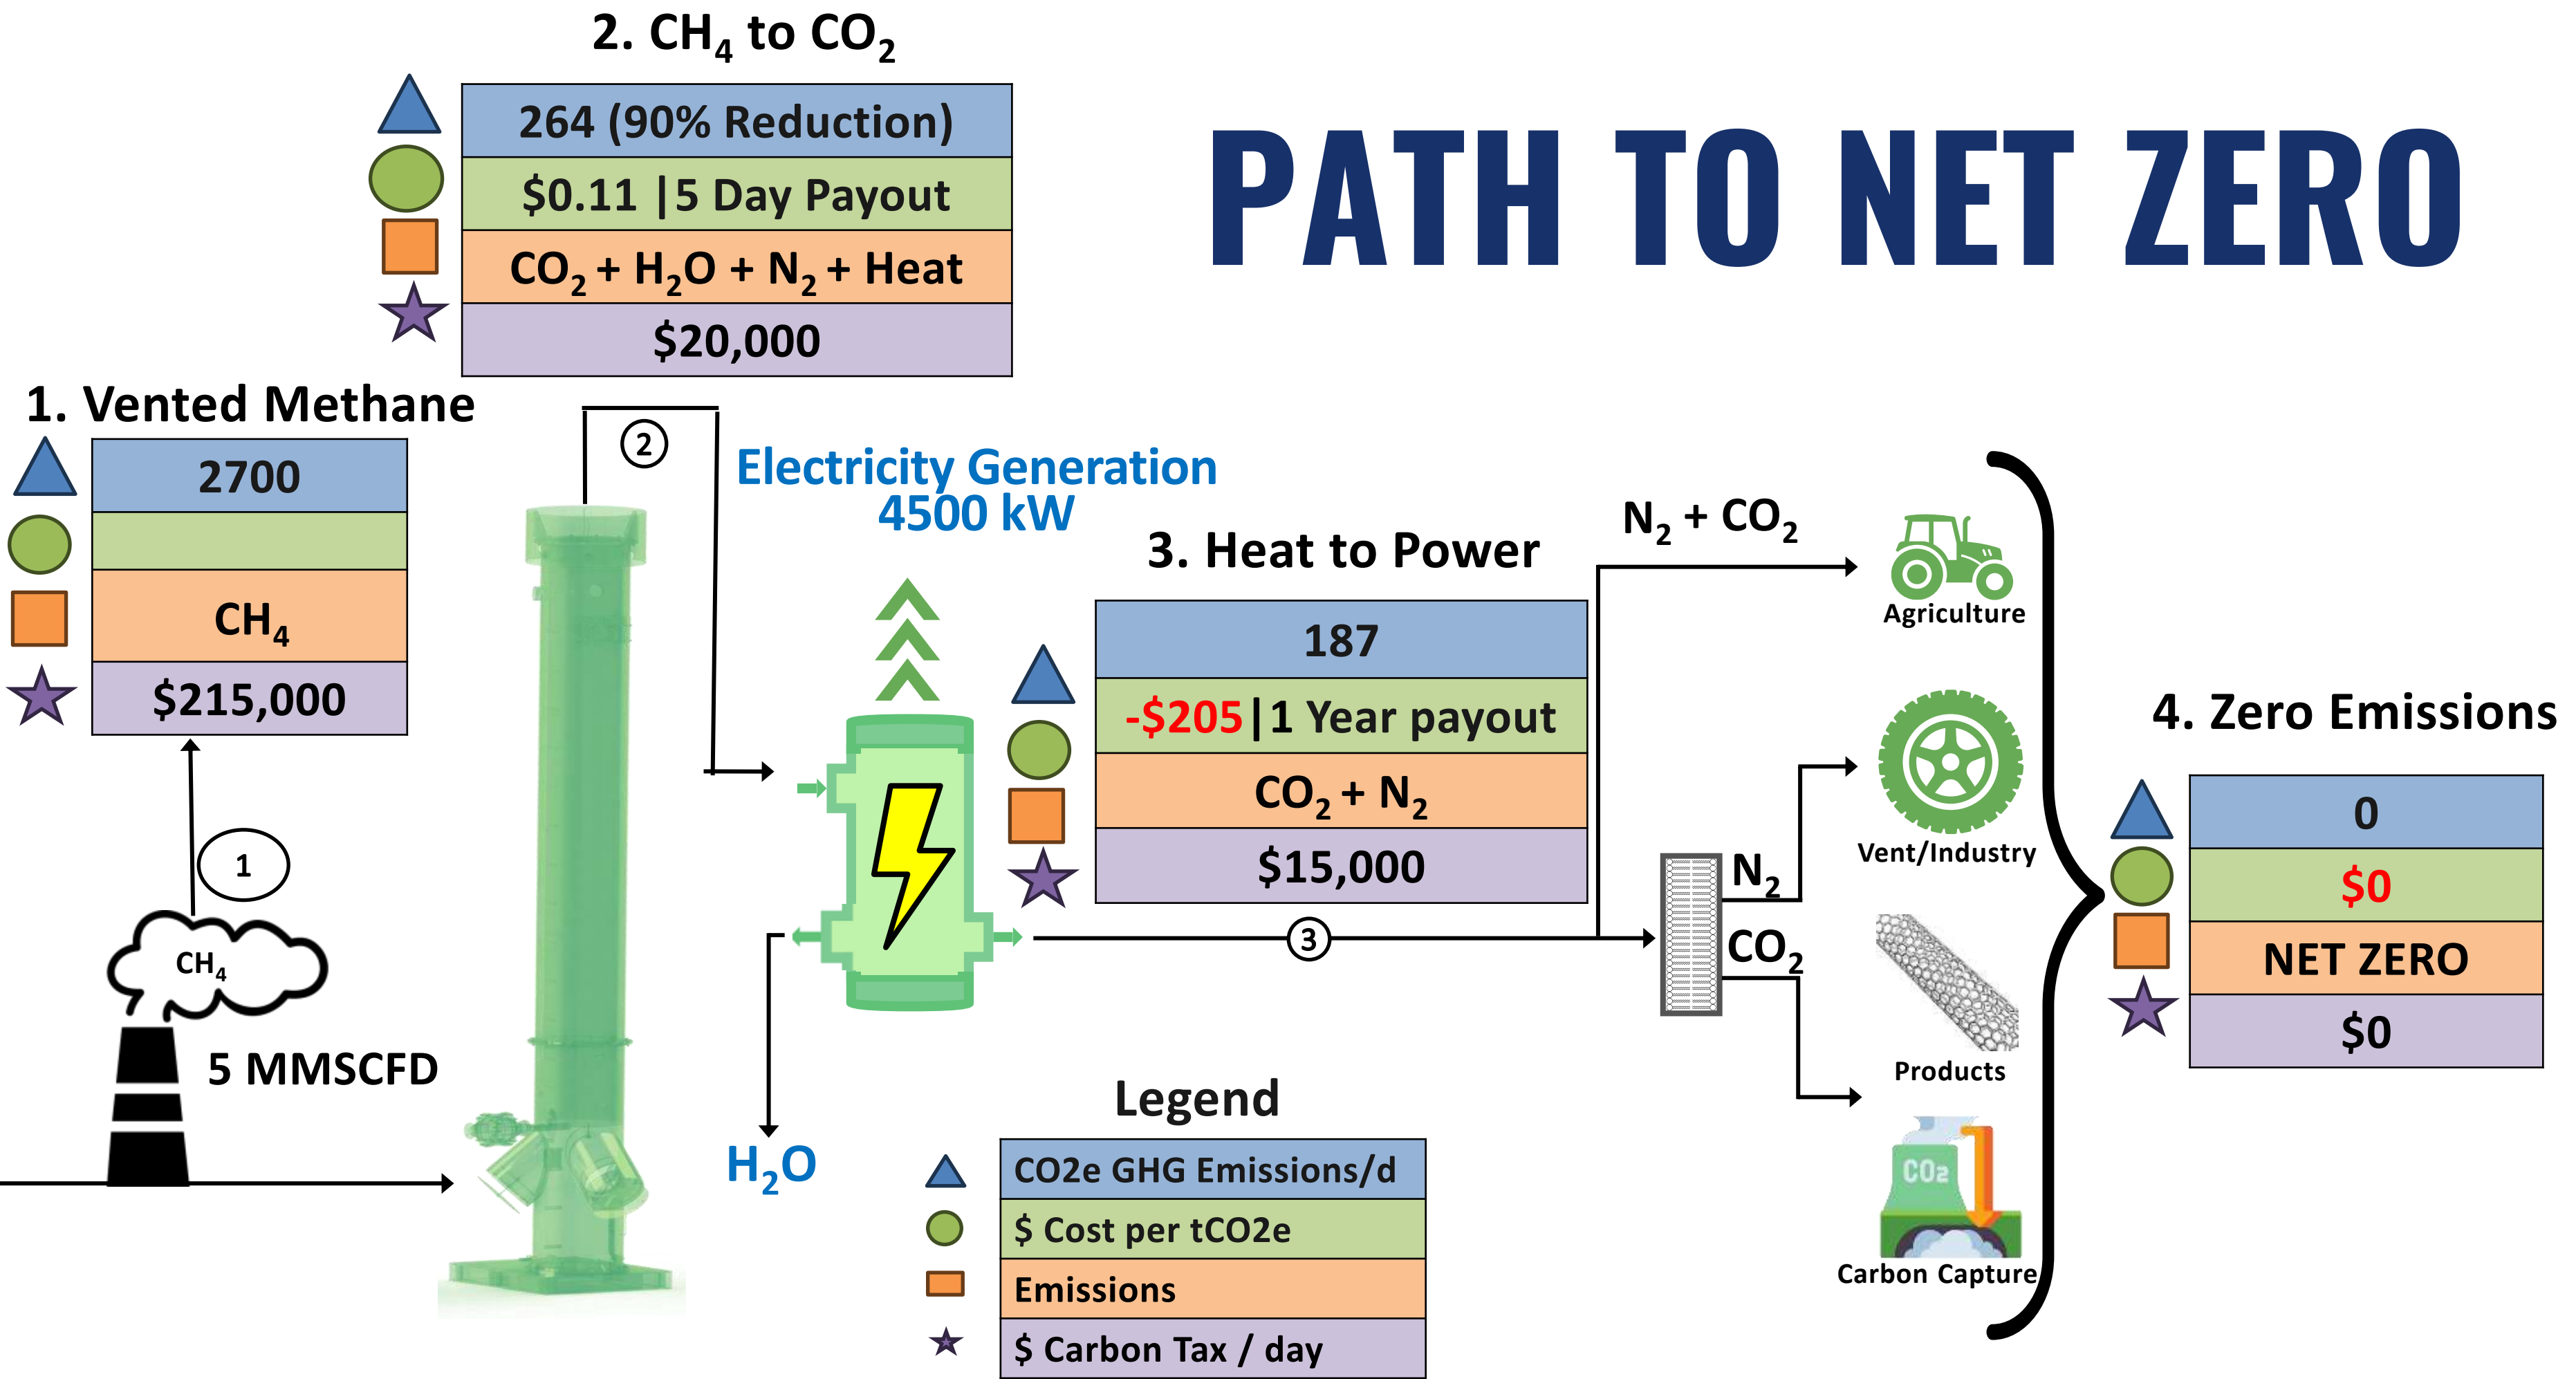 2. CH₄ to CO₂
264 (90% Reduction)
$0.11 |5 Day Payout
CO₂ + H₂O + N₂ + Heat
$20,000
PATH TO NET ZERO
1. Vented Methane
2700
CH₄
$215,000
1
CH₄
5 MMSCFD
2
Electricity Generation
4500 kW
H₂O
3. Heat to Power
187
-$205|1 Year payout
CO₂ + N₂
$15,000
3
N₂ + CO₂
N₂
CO₂
Agriculture
Vent/Industry
Products
CO₂
Carbon Capture
4. Zero Emissions
0
$0
NET ZERO
$0
Legend
CO2e GHG Emissions/d
$ Cost per tCO2e
Emissions
$ Carbon Tax / day